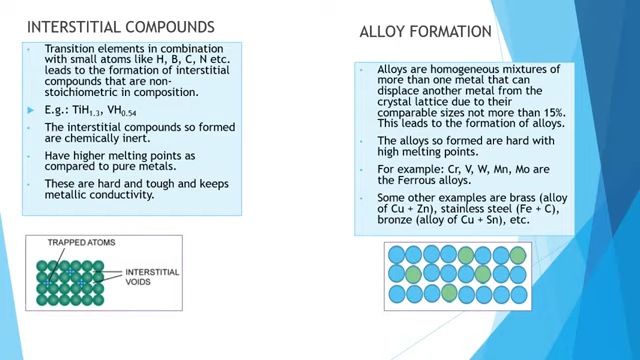 INTERSTITIAL COMPOUNDS
Transition elements in combination
with small atoms like H, B, C, N etc.
leads to the formation of interstitial
compounds that are non-
stoichiometric in composition.
E.g.: TiH1.3, VH0.54
The interstitial compounds so formed
are chemically inert.
Have higher melting points as
compared to pure metals.
These are hard and tough and keeps
metallic conductivity.
TRAPPED ATOMS
INTERSTITIAL
VOIDS
ALLOY FORMATION
Alloys are homogeneous mixtures of
more than one metal that can
displace another metal from the
crystal lattice due to their
comparable sizes not more than 15%.
This leads to the formation of alloys.
The alloys so formed are hard with
high melting points.
For example: Cr, V, W, Mn, Mo are
the Ferrous alloys.
Some other examples are brass (alloy
of Cu + Zn), stainless steel (Fe + C),
bronze (alloy of Cu + Sn), etc.